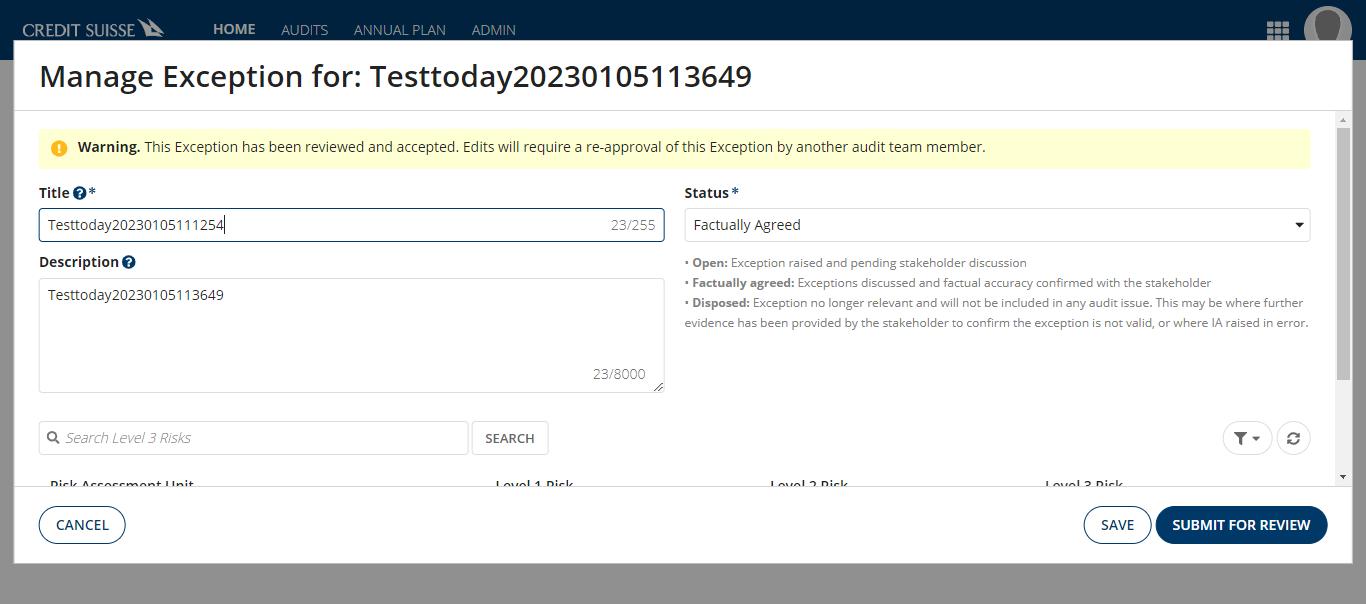 CREDIT SUISSE HOME AUDITS ANNUAL PLAN ADMIN
Manage Exception for: Testtoday20230105113649
Warning. This Exception has been reviewed and accepted. Edits will require a re-approval of this Exception by another audit team member.
Title ? *
Testtoday20230105111254 23/255
Description ?
Testtoday20230105113649
23/8000
Status *
Factually Agreed
• Open: Exception raised and pending stakeholder discussion
• Factually agreed: Exceptions discussed and factual accuracy confirmed with the stakeholder
• Disposed: Exception no longer relevant and will not be included in any audit issue. This may be where further
evidence has been provided by the stakeholder to confirm the exception is not valid, or where IA raised in error.
Search Level 3 Risks SEARCH
Risk Assessment Unit Level 1 Risk Level 2 Risk Level 3 Risk
CANCEL SAVE SUBMIT FOR REVIEW